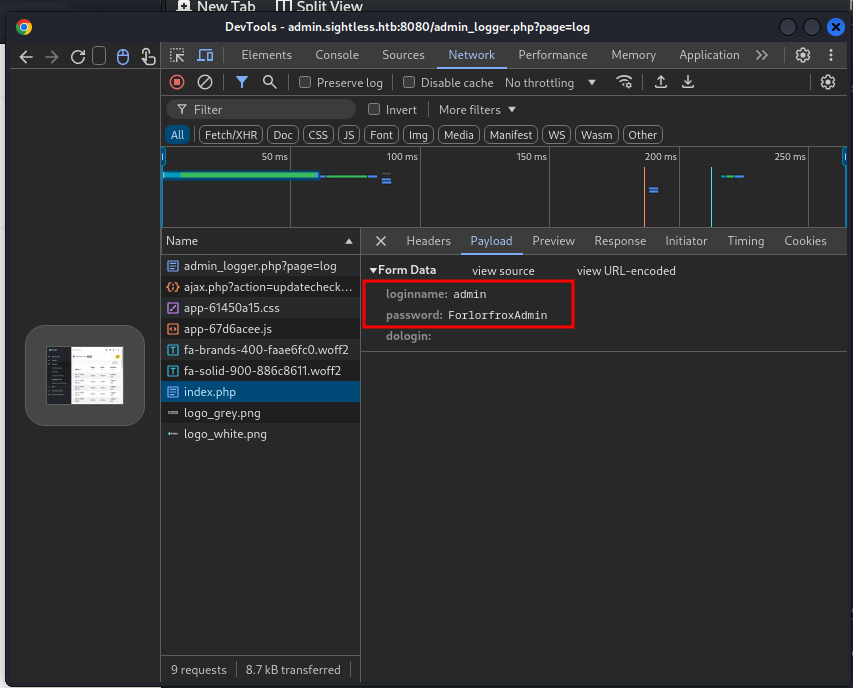 New Tab Split View
DevTools - admin.sightless.htb:8080/admin_logger.php?page=log
Elements Console Sources Network Performance Memory Application
Preserve log Disable cache No throttling
Filter Invert More filters
All Fetch/XHR Doc CSS JS Font Img Media Manifest WS Wasm Other
50 ms 100 ms 150 ms 200 ms 250 ms
Name Headers Payload Preview Response Initiator Timing Cookies
admin_logger.php?page=log
ajax.php?action=updatecheck...
app-61450a15.css
app-67d6acee.js
fa-brands-400-faae6fc0.woff2
fa-solid-900-886c8611.woff2
index.php
logo_grey.png
logo_white.png
Form Data view source view URL-encoded
loginname: admin
password: ForlorfroxAdmin
dologin:
9 requests 8.7 kB transferred